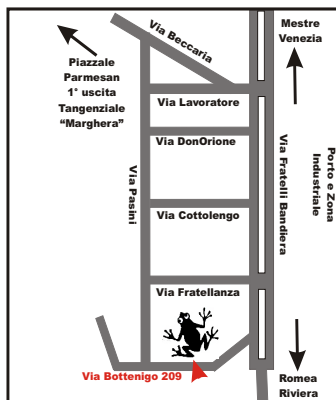 Via Beccaria
Mestre
Venezia
Piazzale
Parmesan
1° uscita
Tangenziale
“Marghera”
Via Lavoratore
Via DonOrione
Via Pasini
Via Fratelli Bandiera
Porto e Zona
Industriale
Via Cottolengo
Via Fratellanza
Via Bottenigo 209
Romea
Riviera